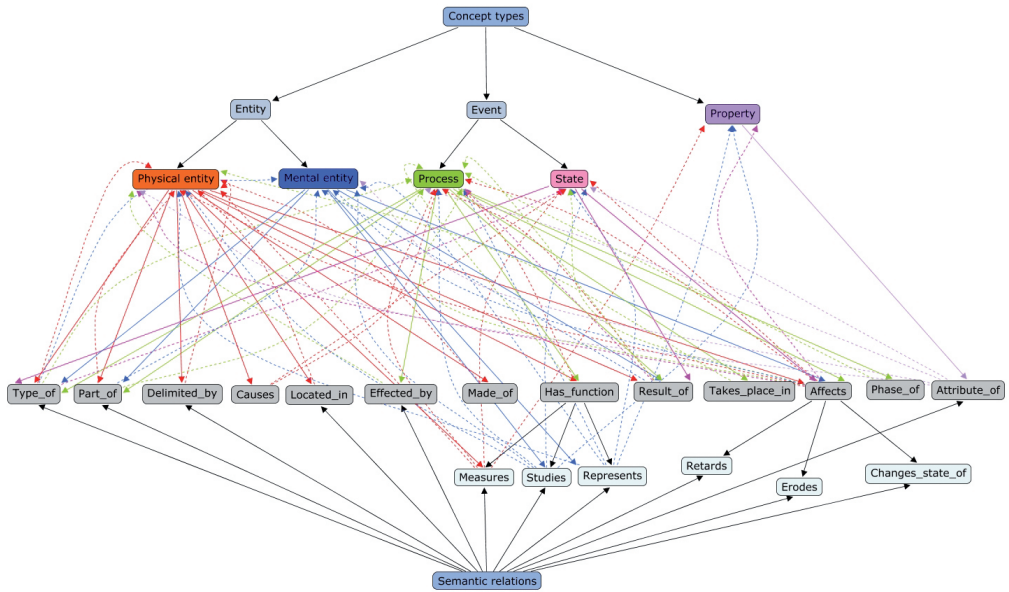 Concept types
Entity
Event
Property
Physical entity
Mental entity
Process
State
Type_of
Part_of
Delimited_by
Causes
Located_in
Effected_by
Made_of
Has_function
Result_of
Takes_place_in
Affects
Phase_of
Attribute_of
Measures
Studies
Represents
Retards
Erodes
Changes_state_of
Semantic relations